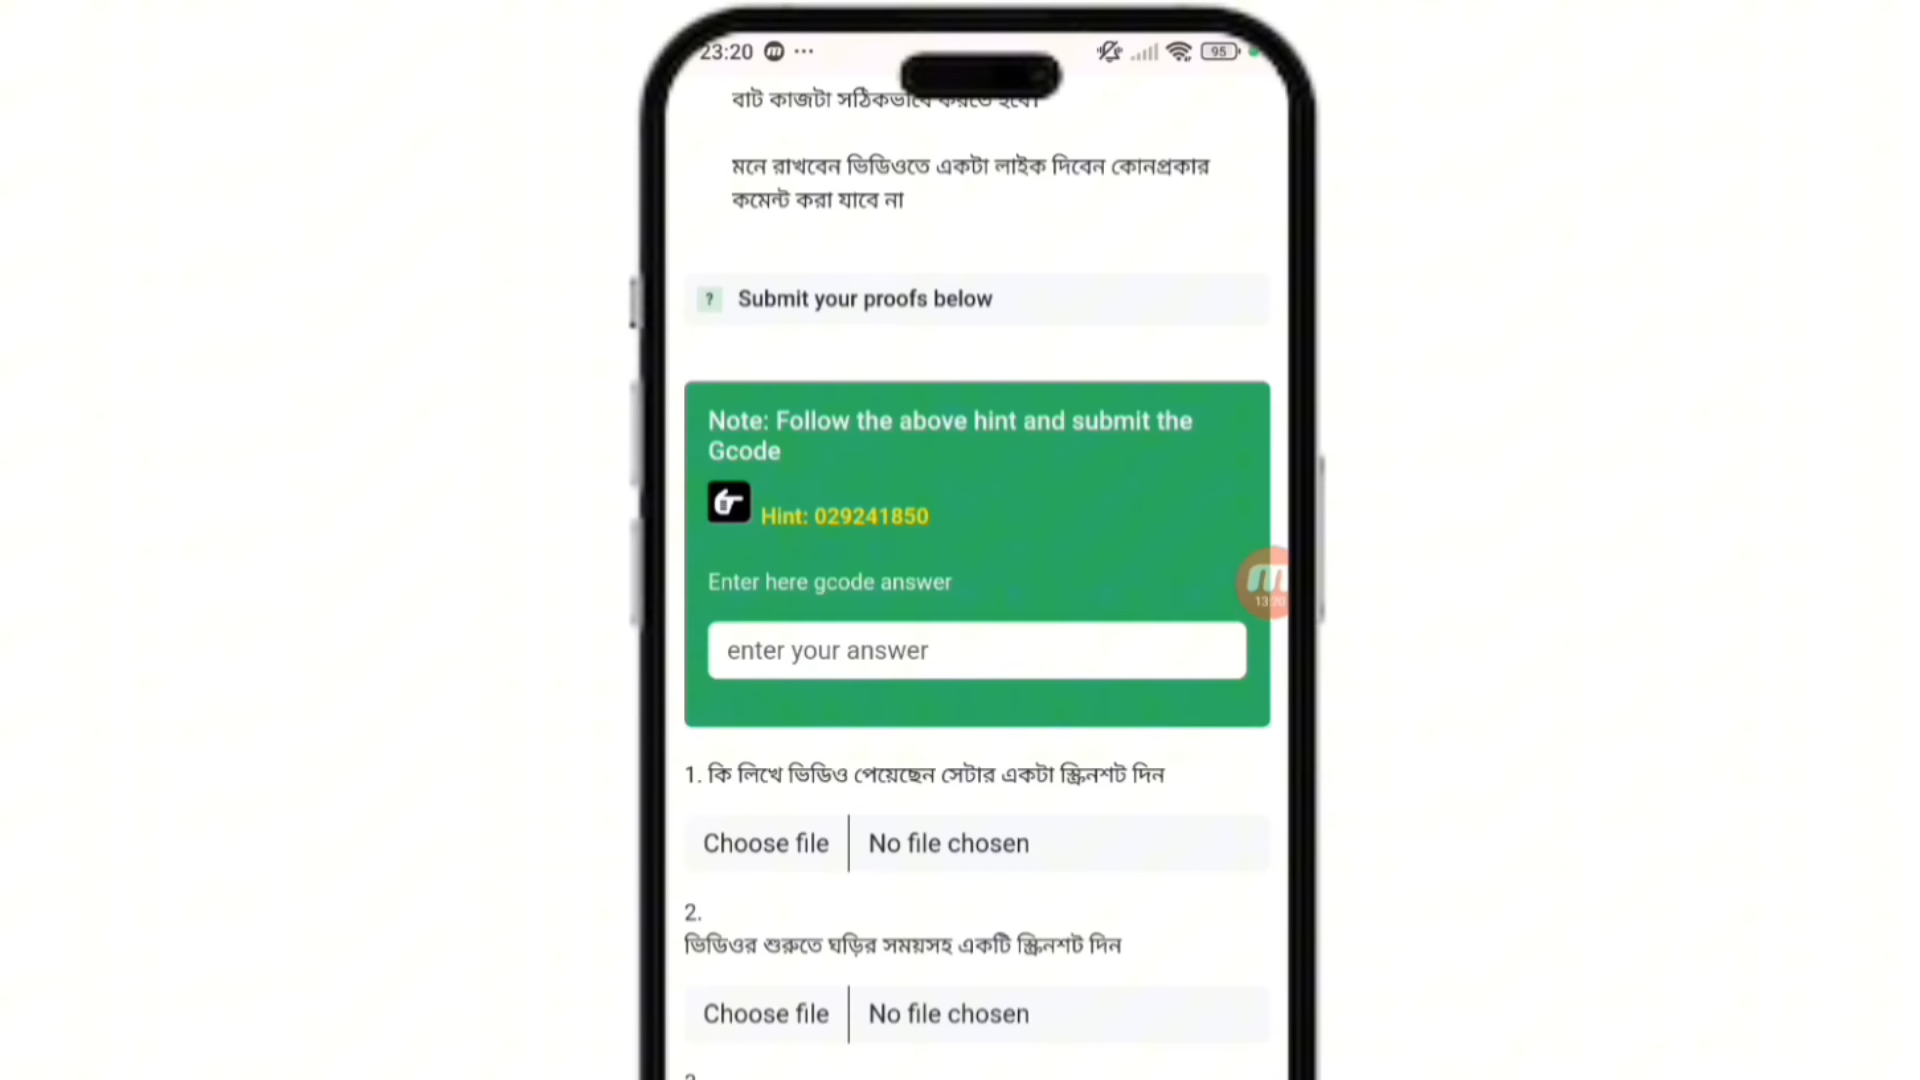 23:20
95
বাট কাজটা সঠিকভাবে করতে হবে।
মনে রাখবেন ভিডিওতে একটা লাইক দিবেন কোনপ্রকার
কমেন্ট করা যাবে না
? Submit your proofs below
Note: Follow the above hint and submit the
Gcode
Hint: 029241850
Enter here gcode answer
13:20
enter your answer
1. কি লিখে ভিডিও পেয়েছেন সেটার একটা স্ক্রিনশট দিন
Choose file No file chosen
2.
ভিডিওর শুরুতে ঘড়ির সময়সহ একটি স্ক্রিনশট দিন
Choose file No file chosen